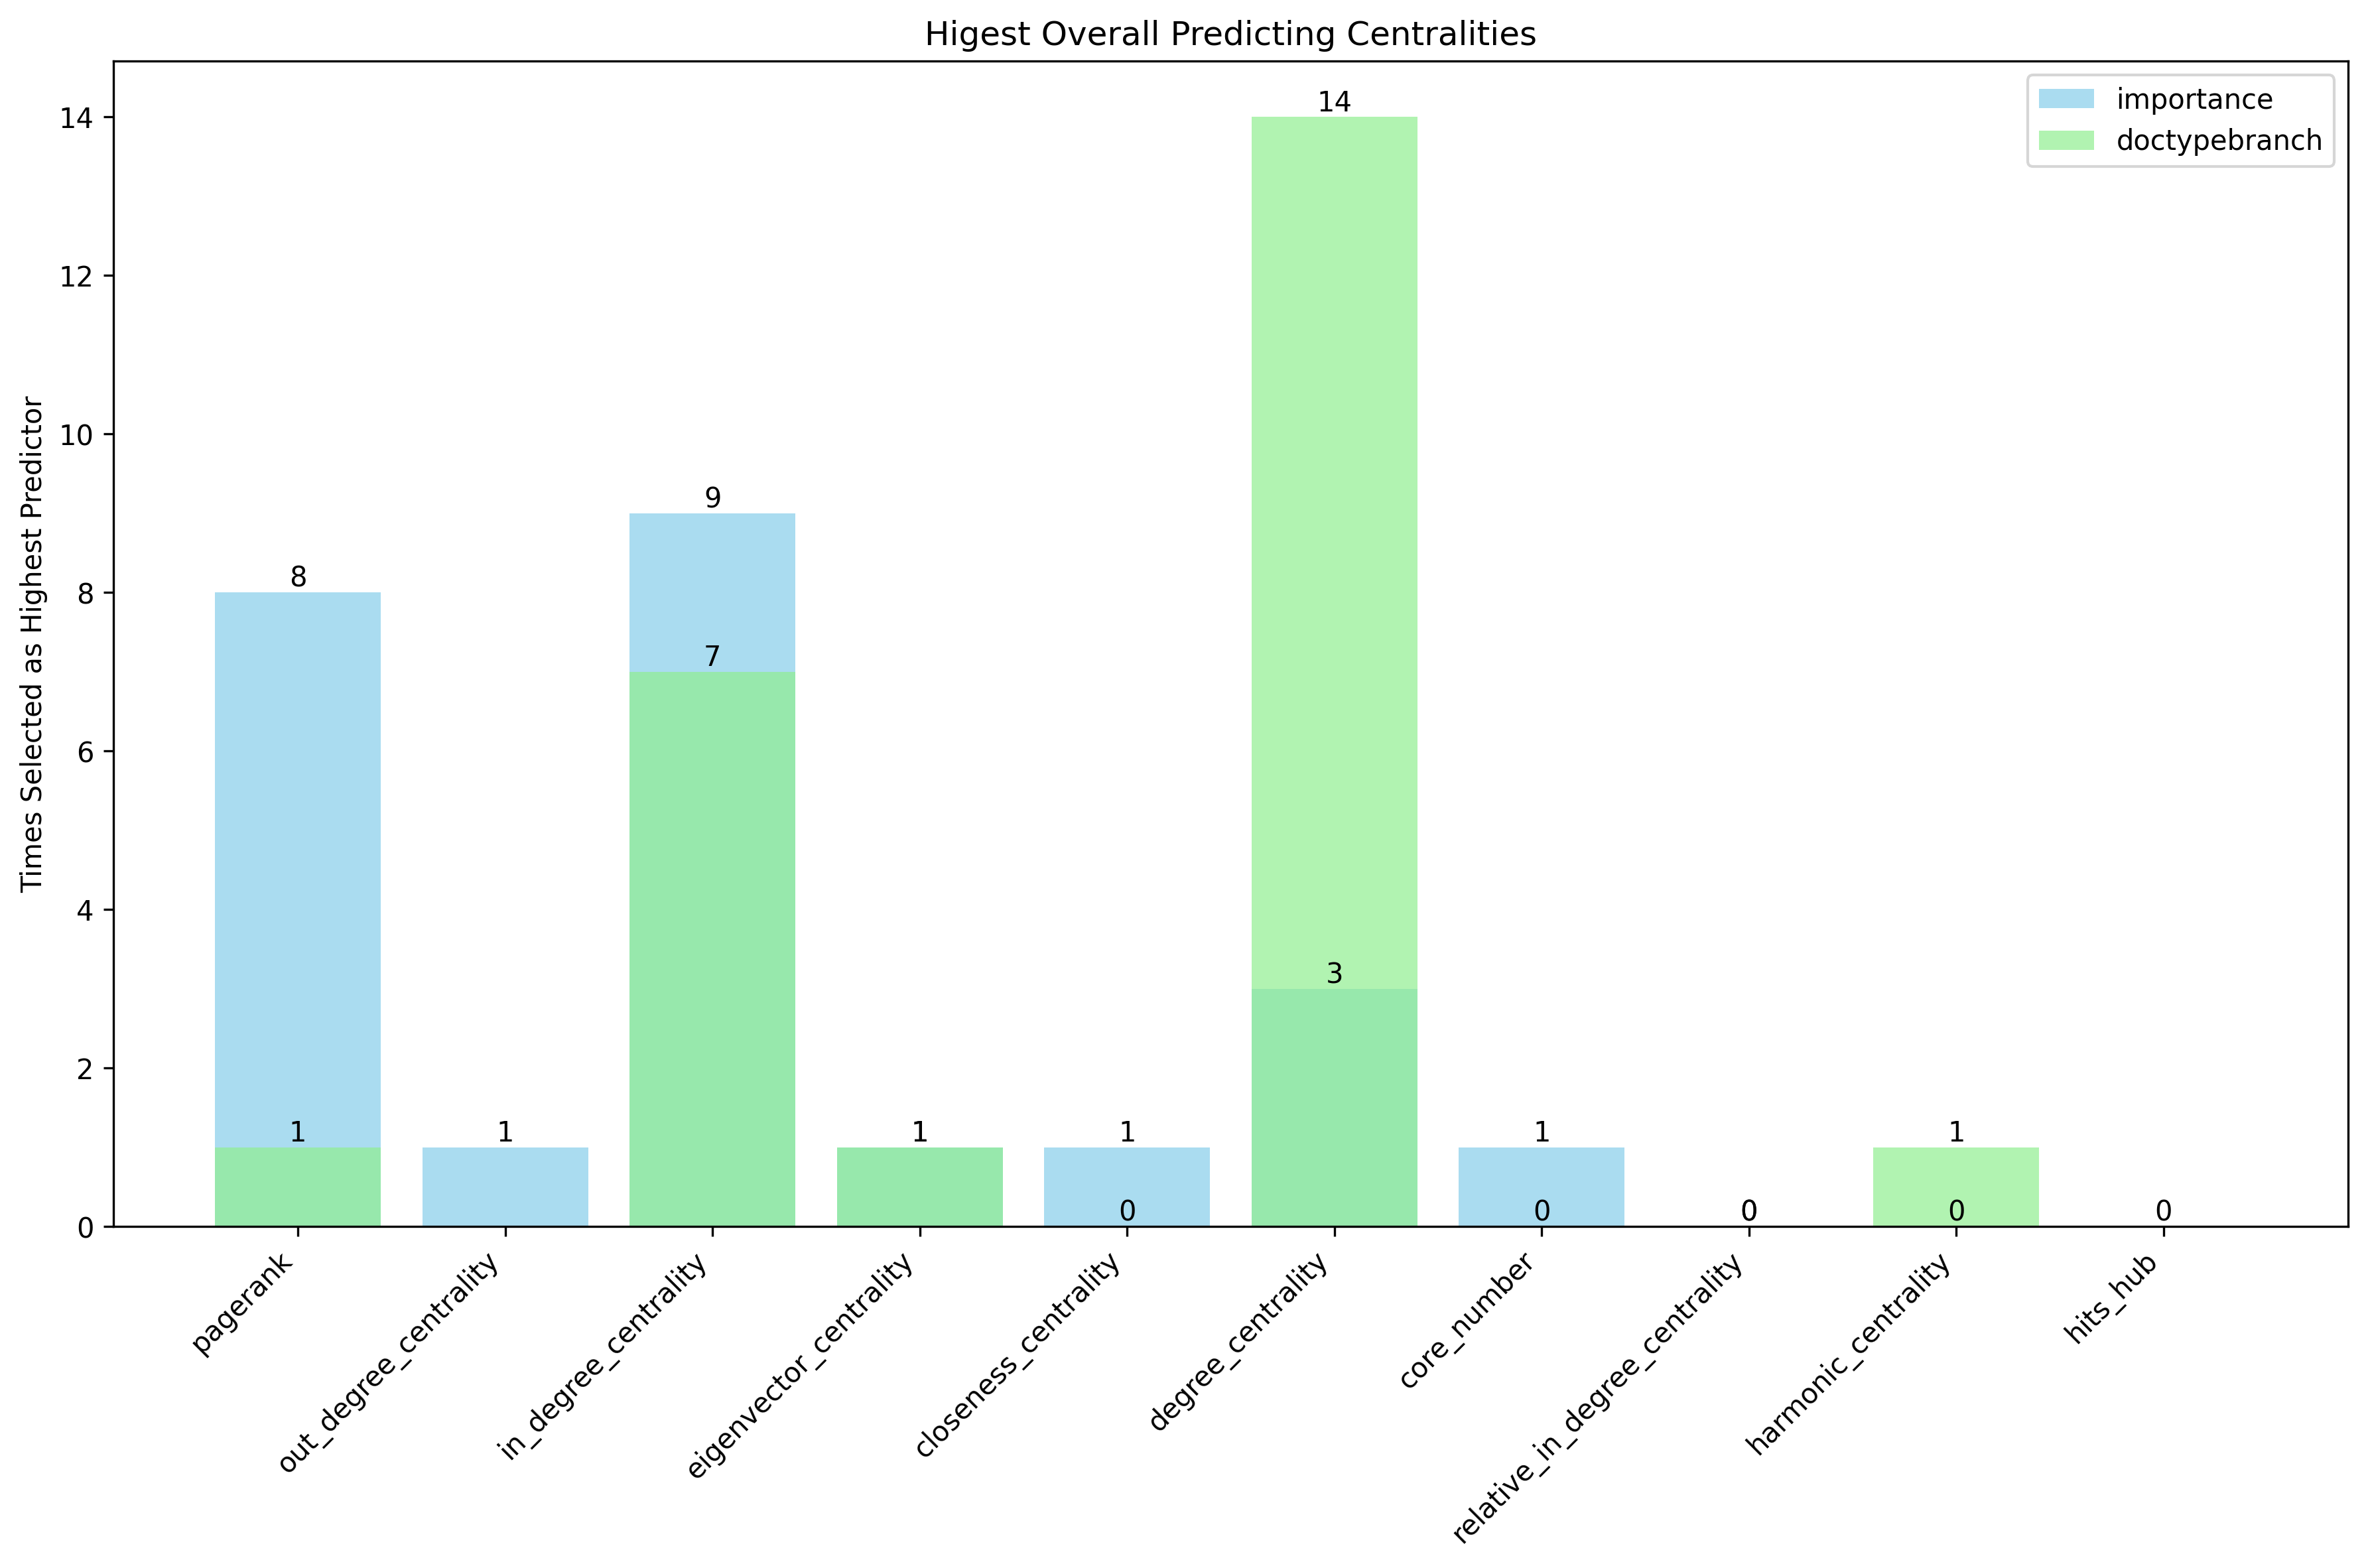 Higest Overall Predicting Centralities
importance
doctypebranch
Times Selected as Highest Predictor
14
12
10
8
6
4
2
0
8
1
1
9
7
1
1
0
14
3
1
0
0
1
0
0
pagerank
out_degree_centrality
in_degree_centrality
eigenvector_centrality
closeness_centrality
degree_centrality
core_number
relative_in_degree_centrality
harmonic_centrality
hits_hub